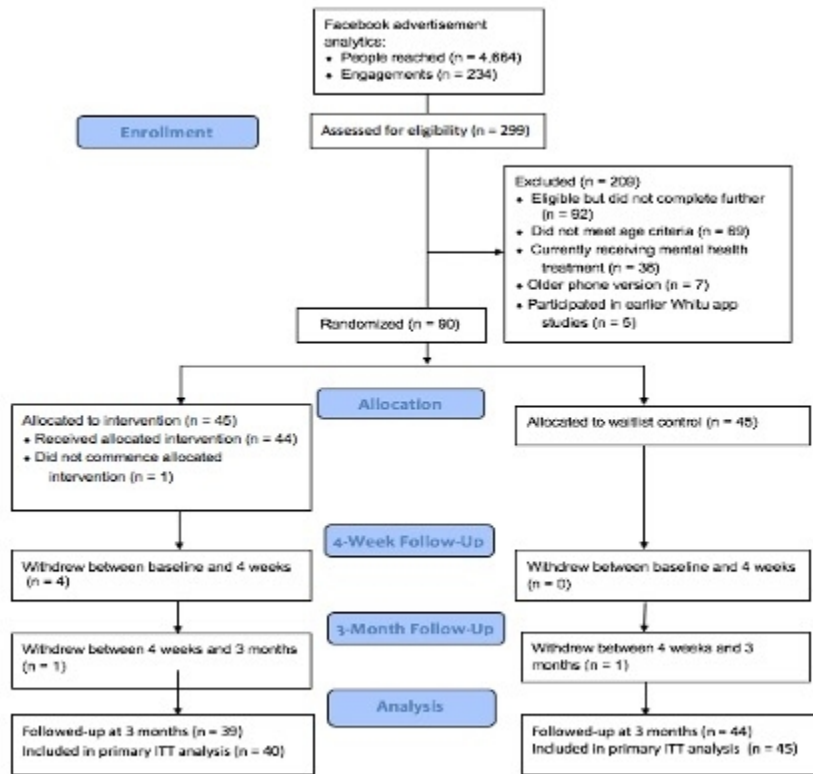 Facebook advertisement
analytics:
• People reached (n = 4,664)
• Engagements (n = 234)
Enrollment
Assessed for eligibility (n = 299)
Excluded (n = 209)
• Eligible but did not complete further
(n = 92)
• Did not meet age criteria (n = 69)
• Currently receiving mental health
treatment (n = 36)
• Older phone version (n = 7)
• Participated in earlier Whitu app
studies (n = 5)
Randomized (n = 90)
Allocation
Allocated to intervention (n = 45)
• Received allocated intervention (n = 44)
• Did not commence allocated
intervention (n = 1)
Allocated to waitlist control (n = 45)
4-Week Follow-Up
Withdrew between baseline and 4 weeks
(n = 4)
Withdrew between baseline and 4 weeks
(n = 0)
3-Month Follow-Up
Withdrew between 4 weeks and 3 months
(n = 1)
Withdrew between 4 weeks and 3
months (n = 1)
Analysis
Followed-up at 3 months (n = 39)
Included in primary ITT analysis (n = 40)
Followed-up at 3 months (n = 44)
Included in primary ITT analysis (n = 45)